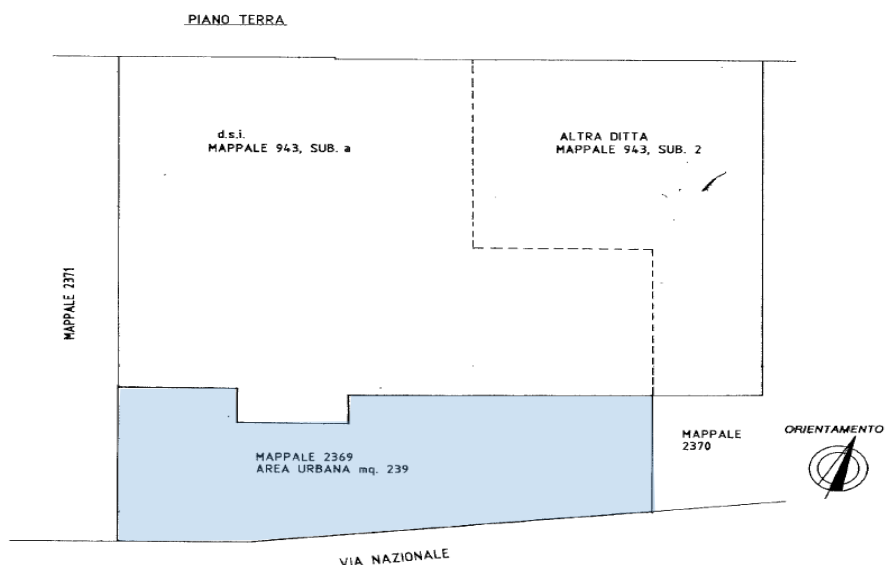 PIANO TERRA
d.s.i.
MAPPALE 943, SUB. a
ALTRA DITTA
MAPPALE 943, SUB. 2
MAPPALE 2371
MAPPALE 2369
AREA URBANA mq. 239
MAPPALE
2370
ORIENTAMENTO
VIA NAZIONALE